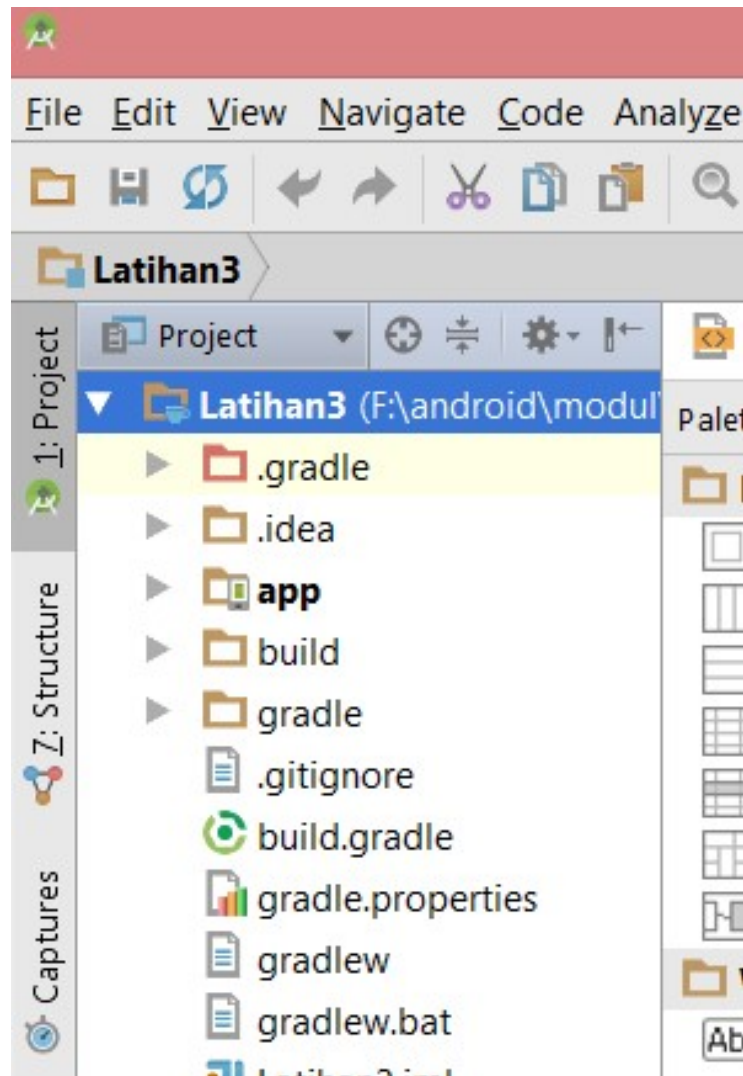 File Edit View Navigate Code Analyze
Latihan3
1: Project
Project
Latihan3 (F:\android\modul
Palet
.gradle
.idea
app
build
gradle
.gitignore
build.gradle
gradle.properties
gradlew
gradlew.bat
7: Structure
Captures
Ab